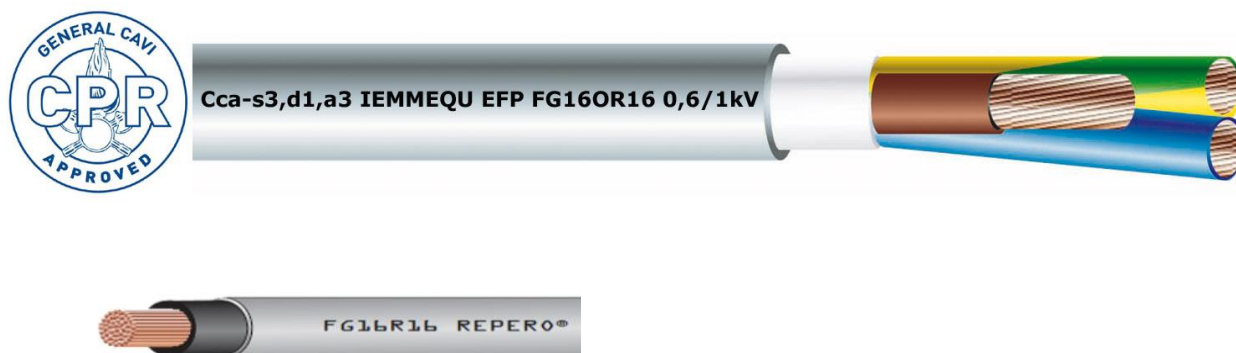 GENERAL CAVI
CPR
APPROVED
Cca-s3,d1,a3 IEMMEQU EFP FG16OR16 0,6/1kV
FG16R16 REPERO®